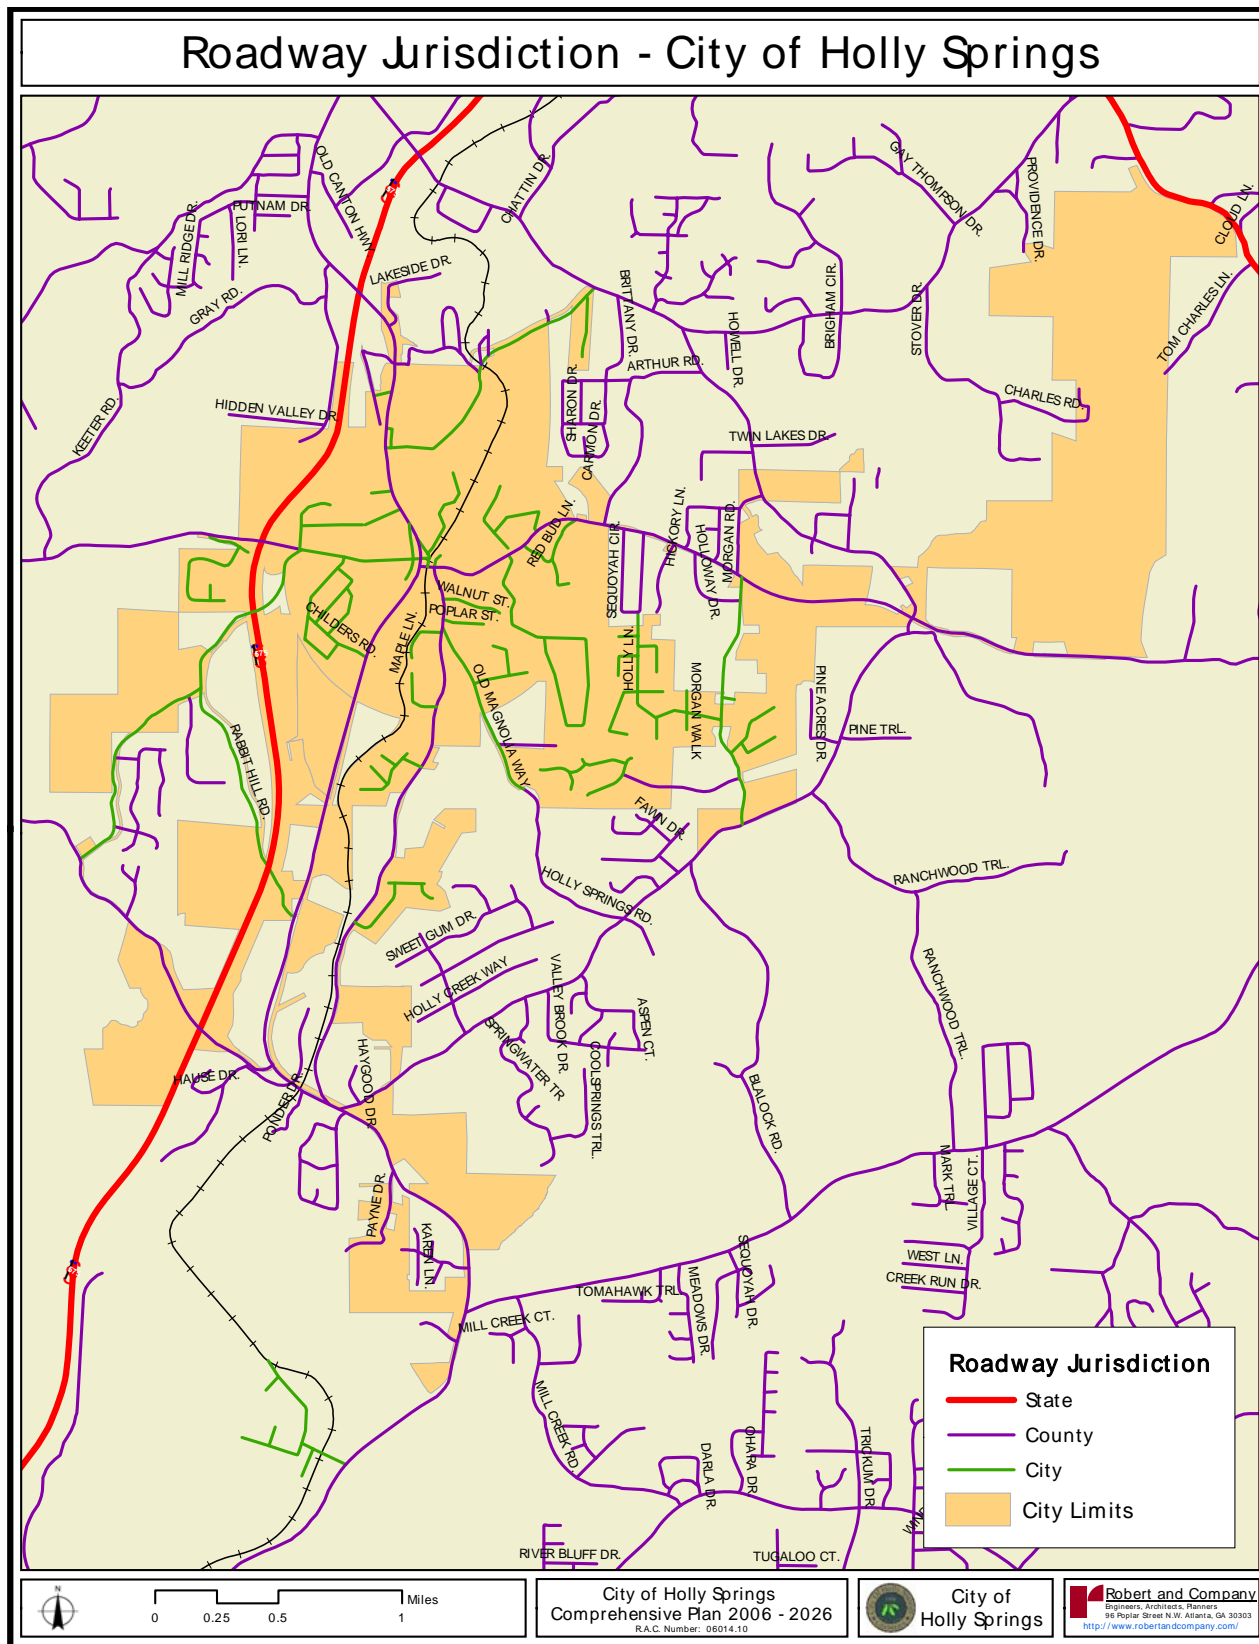 Roadway Jurisdiction - City of Holly Springs
OLD CANTON HWY.
CHATTIN DR.
GAY THOMPSON DR.
PROVIDENCE DR.
CLOUD LN.
PUTNAM DR.
LORI LN.
MILL RIDGE DR.
GRAY RD.
LAKESIDE DR.
BRITTANY DR.
HOWELL DR.
BRIGHAM CIR.
STOVER DR.
TOM CHARLES LN.
ARTHUR RD.
SHARON DR.
CARMON DR.
CHARLES RD.
KEETER RD.
HIDDEN VALLEY DR.
TWIN LAKES DR.
RED BUD LN.
SEQUOYAH CIR.
HICKORY LN.
HOLLOWAY DR.
MORGAN RD.
WALNUT ST.
POPLAR ST.
CHILDERS RD.
MAPLE LN.
HOLLY LN.
MORGAN WALK
OLD MAGNOLIA WAY
PINE ACRES DR.
PINE TRL.
RABBIT HILL RD.
FAWN DR.
RANCHWOOD TRL.
HOLLY SPRINGS RD.
SWEET GUM DR.
HOLLY CREEK WAY
VALLEY BROOK DR.
ASPEN CT.
SPRINGWATER TR
COOLSPRINGS TRL.
RANCHWOOD TRL.
HAYGOOD DR.
HAUSE DR.
PONDER DR.
BLALOCK RD.
MARK TRL.
VILLAGE CT.
PAYNE DR.
KAREN LN.
SEQUOYAH DR.
WEST LN.
CREEK RUN DR.
TOMAHAWK TRL.
MEADOWS DR.
MILL CREEK CT.
MILL CREEK RD.
DARLA DR.
OHARA DR
TRICKUM DR
RIVER BLUFF DR.
TUGALOO CT.
Roadway Jurisdiction
State
County
City
City Limits
N
Miles
0 0.25 0.5 1
City of Holly Springs
Comprehensive Plan 2006 - 2026
R.A.C. Number: 06014.10
City of
Holly Springs
Robert and Company
Engineers, Architects, Planners
96 Poplar Street N.W. Atlanta, GA 30303
http://www.robertandcompany.com/